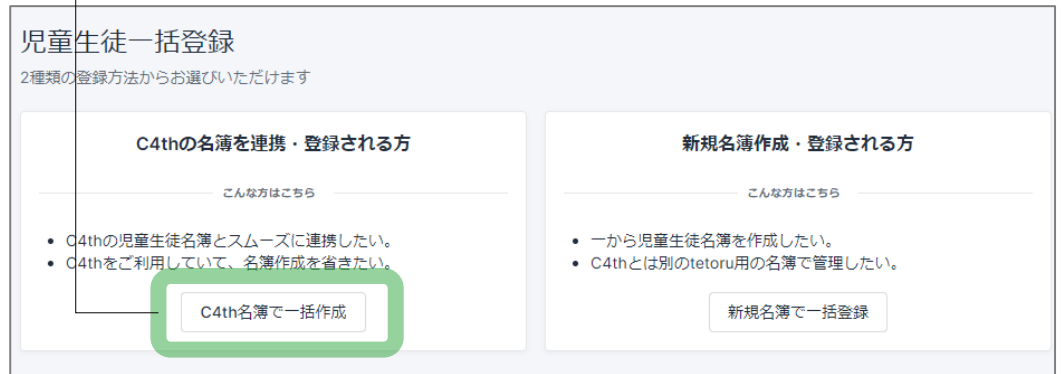 児童生徒一括登録
2種類の登録方法からお選びいただけます
C4thの名簿を連携・登録される方
こんな方はこちら
• C4thの児童生徒名簿とスムーズに連携したい。
• C4thをご利用していて、名簿作成を省きたい。
C4th名簿で一括作成
新規名簿作成・登録される方
こんな方はこちら
• 一から児童生徒名簿を作成したい。
• C4thとは別のtetoru用の名簿で管理したい。
新規名簿で一括登録